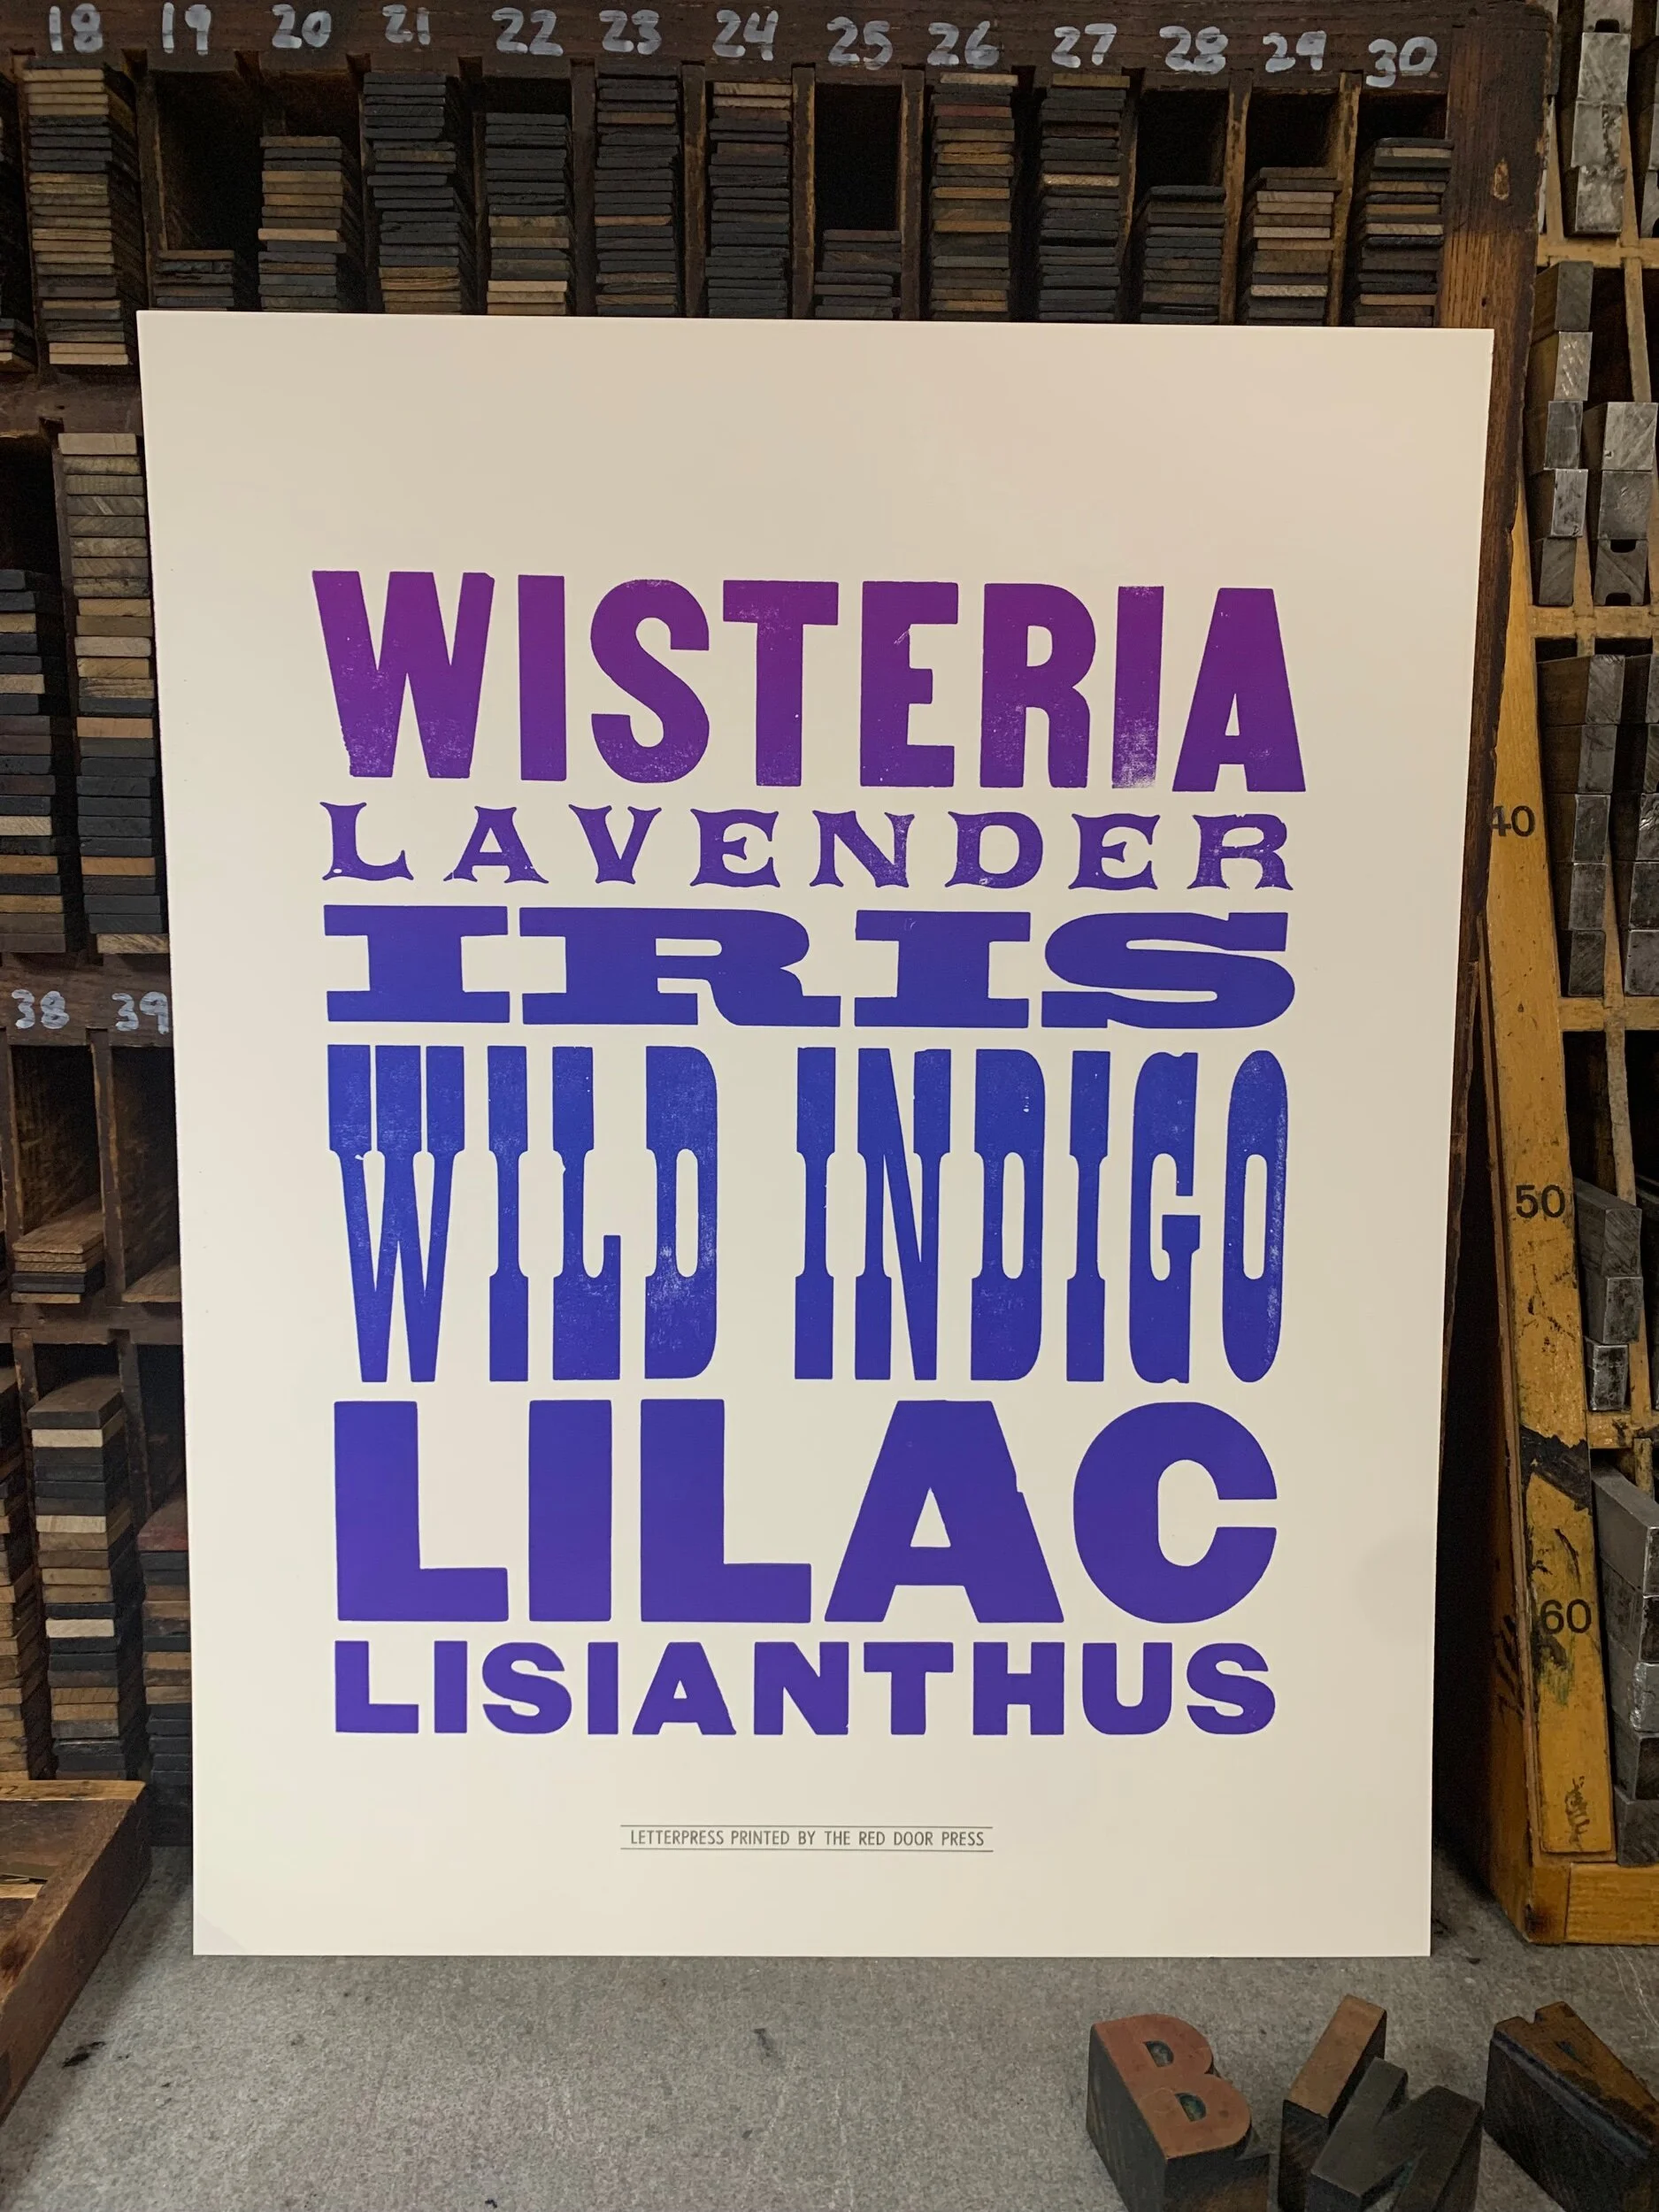 18 19 20 21 22 23 24 25 26 27 28 29 30
WISTERIA
LAVENDER
40
IRIS
38 39
WILD INDIGO
50
LILAC
60
LISIANTHUS
LETTERPRESS PRINTED BY THE RED DOOR PRESS
B